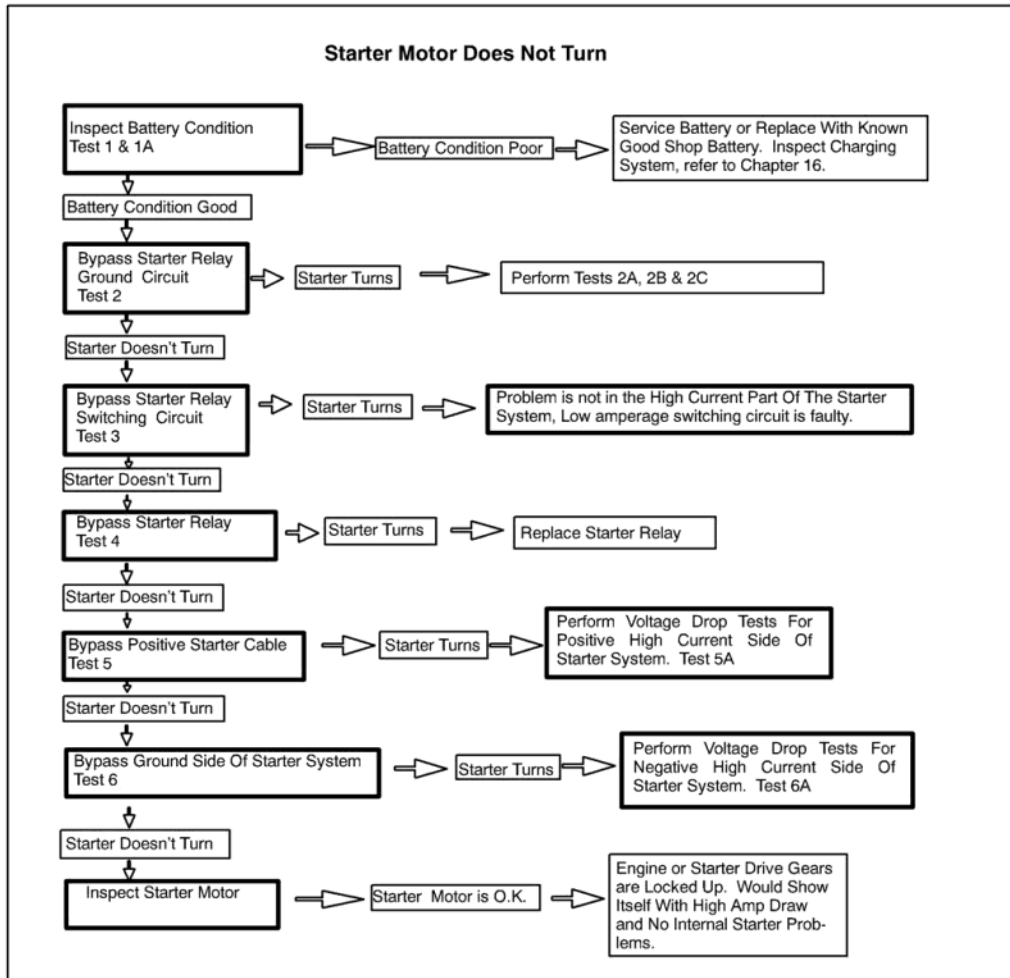 Starter Motor Does Not Turn
Inspect Battery Condition
Test 1 & 1A
Battery Condition Poor
Service Battery or Replace With Known
Good Shop Battery. Inspect Charging
System, refer to Chapter 16.
Battery Condition Good
Bypass Starter Relay
Ground Circuit
Test 2
Starter Turns
Perform Tests 2A, 2B & 2C
Starter Doesn't Turn
Bypass Starter Relay
Switching Circuit
Test 3
Starter Turns
Problem is not in the High Current Part Of The Starter
System, Low amperage switching circuit is faulty.
Starter Doesn't Turn
Bypass Starter Relay
Test 4
Starter Turns
Replace Starter Relay
Starter Doesn't Turn
Bypass Positive Starter Cable
Test 5
Starter Turns
Perform Voltage Drop Tests For
Positive High Current Side Of
Starter System. Test 5A
Starter Doesn't Turn
Bypass Ground Side Of Starter System
Test 6
Starter Turns
Perform Voltage Drop Tests For
Negative High Current Side Of
Starter System. Test 6A
Starter Doesn't Turn
Inspect Starter Motor
Starter Motor is O.K.
Engine or Starter Drive Gears
are Locked Up. Would Show
Itself With High Amp Draw
and No Internal Starter Prob-
lems.